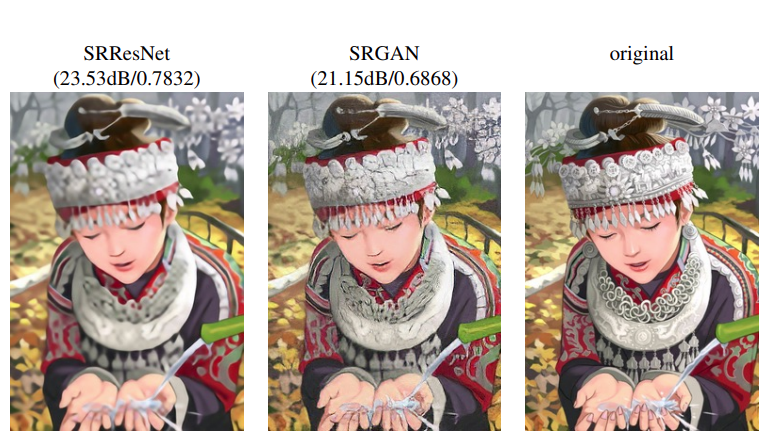 SRResNet
(23.53dB/0.7832)
SRGAN
(21.15dB/0.6868)
original